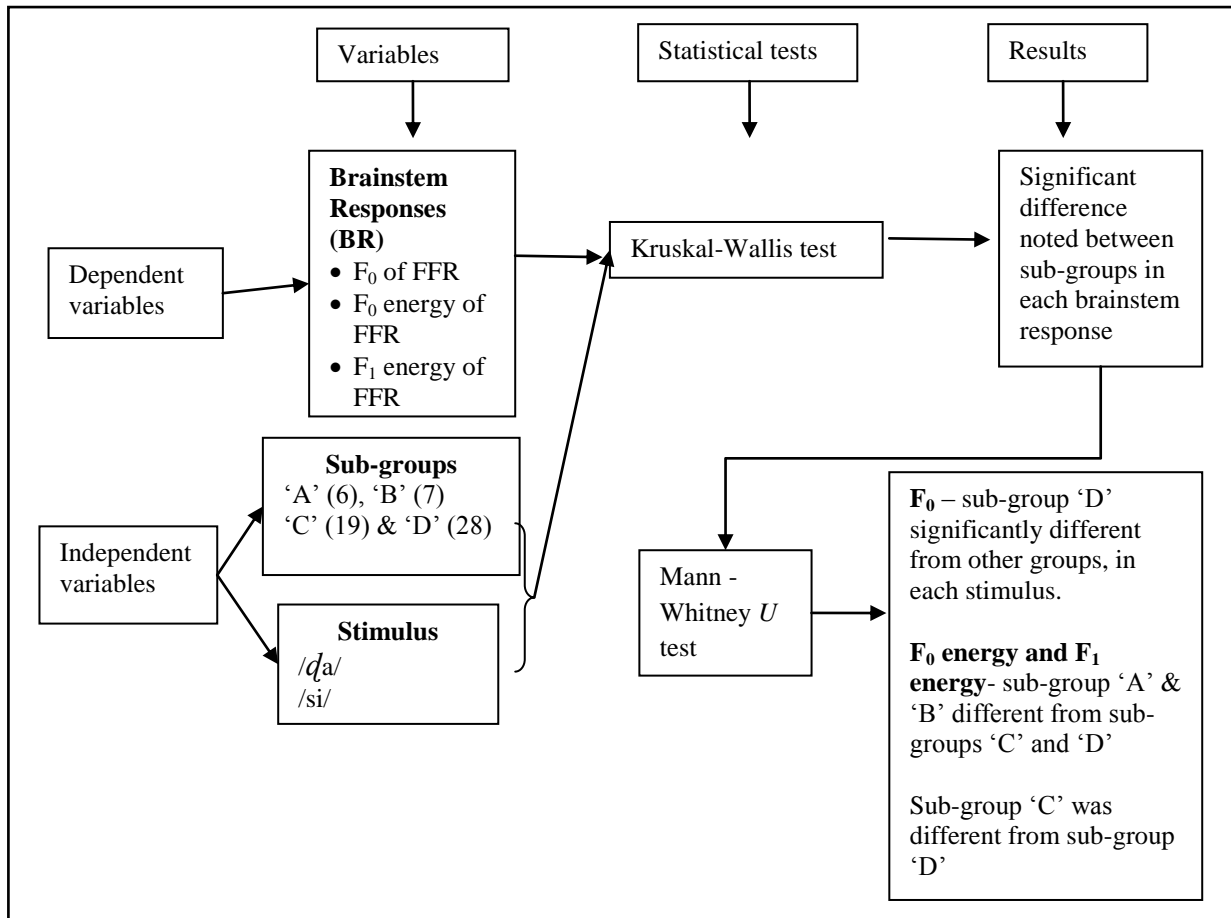 Variables
Statistical tests
Results
Brainstem
Responses
(BR)
• F₀ of FFR
• F₀ energy of
FFR
• F₁ energy of
FFR
Dependent
variables
Kruskal-Wallis test
Significant
difference
noted between
sub-groups in
each brainstem
response
Sub-groups
‘A’ (6), ‘B’ (7)
‘C’ (19) & ‘D’ (28)
Independent
variables
Stimulus
/ɖa/
/si/
Mann -
Whitney U
test
F₀ – sub-group ‘D’
significantly different
from other groups, in
each stimulus.
F₀ energy and F₁
energy- sub-group ‘A’ &
‘B’ different from sub-
groups ‘C’ and ‘D’
Sub-group ‘C’ was
different from sub-group
‘D’